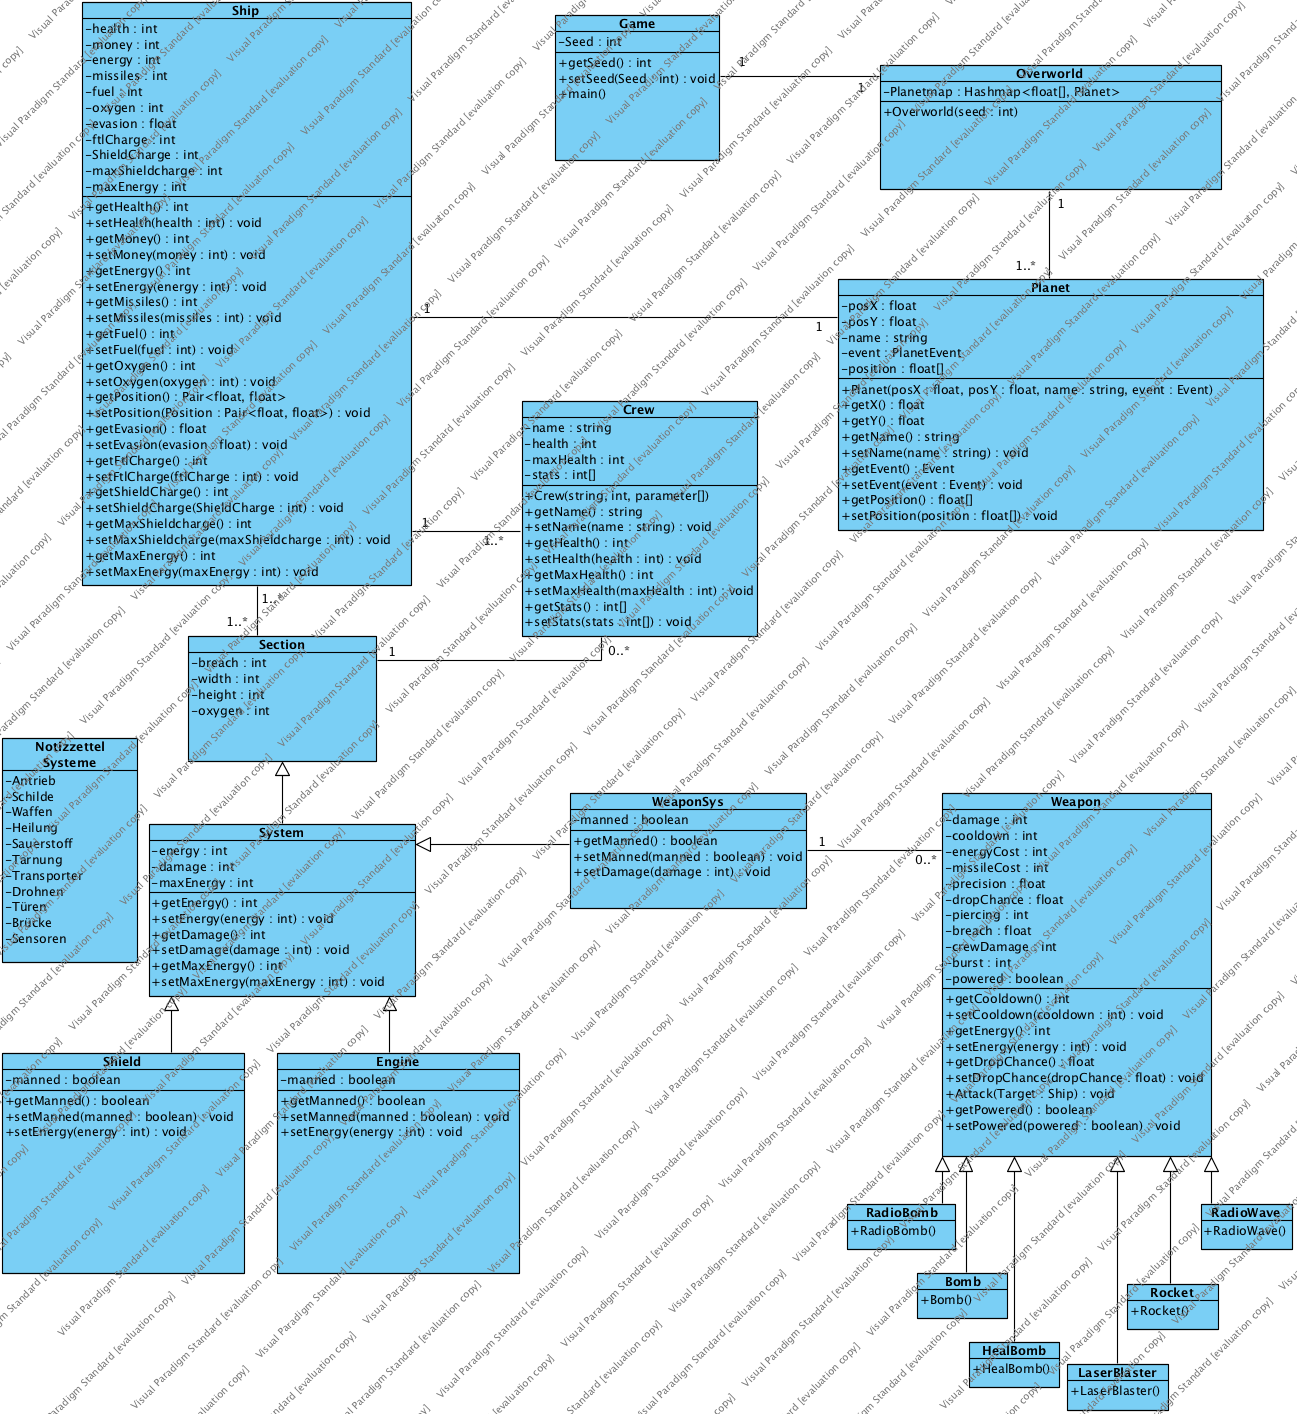 Ship
-health : int
-money : int
-energy : int
-missiles : int
-fuel : int
-oxygen : int
-evasion : float
-ftlCharge : int
-ShieldCharge : int
-maxShieldcharge : int
-maxEnergy : int
+getHealth() : int
+setHealth(health : int) : void
+getMoney() : int
+setMoney(money : int) : void
+getEnergy() : int
+setEnergy(energy : int) : void
+getMissiles() : int
+setMissiles(missiles : int) : void
+getFuel() : int
+setFuel(fuel : int) : void
+getOxygen() : int
+setOxygen(oxygen : int) : void
+getPosition() : Pair<float, float>
+setPosition(Position : Pair<float, float>) : void
+getEvasion() : float
+setEvasion(evasion : float) : void
+getFtlCharge() : int
+setFtlCharge(ftlCharge : int) : void
+getShieldCharge() : int
+setShieldCharge(ShieldCharge : int) : void
+getMaxShieldcharge() : int
+setMaxShieldcharge(maxShieldcharge : int) : void
+getMaxEnergy() : int
+setMaxEnergy(maxEnergy : int) : void
Game
-Seed : int
+getSeed() : int
+setSeed(Seed : int) : void
+main()
1
1
Overworld
-Planetmap : Hashmap<float[], Planet>
+Overworld(seed : int)
1
1..*
Planet
-posX : float
-posY : float
-name : string
-event : PlanetEvent
-position : float[]
+Planet(posX : float, posY : float, name : string, event : Event)
+getX() : float
+getY() : float
+getName() : string
+setName(name : string) : void
+getEvent() : Event
+setEvent(event : Event) : void
+getPosition() : float[]
+setPosition(position : float[]) : void
1
1
Crew
-name : string
-health : int
-maxHealth : int
-stats : int[]
+Crew(string, int, parameter[])
+getName() : string
+setName(name : string) : void
+getHealth() : int
+setHealth(health : int) : void
+getMaxHealth() : int
+setMaxHealth(maxHealth : int) : void
+getStats() : int[]
+setStats(stats : int[]) : void
1
1..*
1..*
1..*
Section
-breach : int
-width : int
-height : int
-oxygen : int
1
0..*
Notizzettel
Systeme
-Antrieb
-Schilde
-Waffen
-Heilung
-Sauerstoff
-Tarnung
-Transporter
-Drohnen
-Türen
-Brücke
-Sensoren
System
-energy : int
-damage : int
-maxEnergy : int
+getEnergy() : int
+setEnergy(energy : int) : void
+getDamage() : int
+setDamage(damage : int) : void
+getMaxEnergy() : int
+setMaxEnergy(maxEnergy : int) : void
WeaponSys
-manned : boolean
+getManned() : boolean
+setManned(manned : boolean) : void
+setDamage(damage : int) : void
1
0..*
Weapon
-damage : int
-cooldown : int
-energyCost : int
-missileCost : int
-precision : float
-dropChance : float
-piercing : int
-breach : float
-crewDamage : int
-burst : int
-powered : boolean
+getCooldown() : int
+setCooldown(cooldown : int) : void
+getEnergy() : int
+setEnergy(energy : int) : void
+getDropChance() : float
+setDropChance(dropChance : float) : void
+Attack(Target : Ship) : void
+getPowered() : boolean
+setPowered(powered : boolean) : void
Shield
-manned : boolean
+getManned() : boolean
+setManned(manned : boolean) : void
+setEnergy(energy : int) : void
Engine
-manned : boolean
+getManned() : boolean
+setManned(manned : boolean) : void
+setEnergy(energy : int) : void
RadioBomb
+RadioBomb()
RadioWave
+RadioWave()
Bomb
+Bomb()
Rocket
+Rocket()
HealBomb
+HealBomb()
LaserBlaster
+LaserBlaster()
Visual Paradigm Standard [evaluation copy]